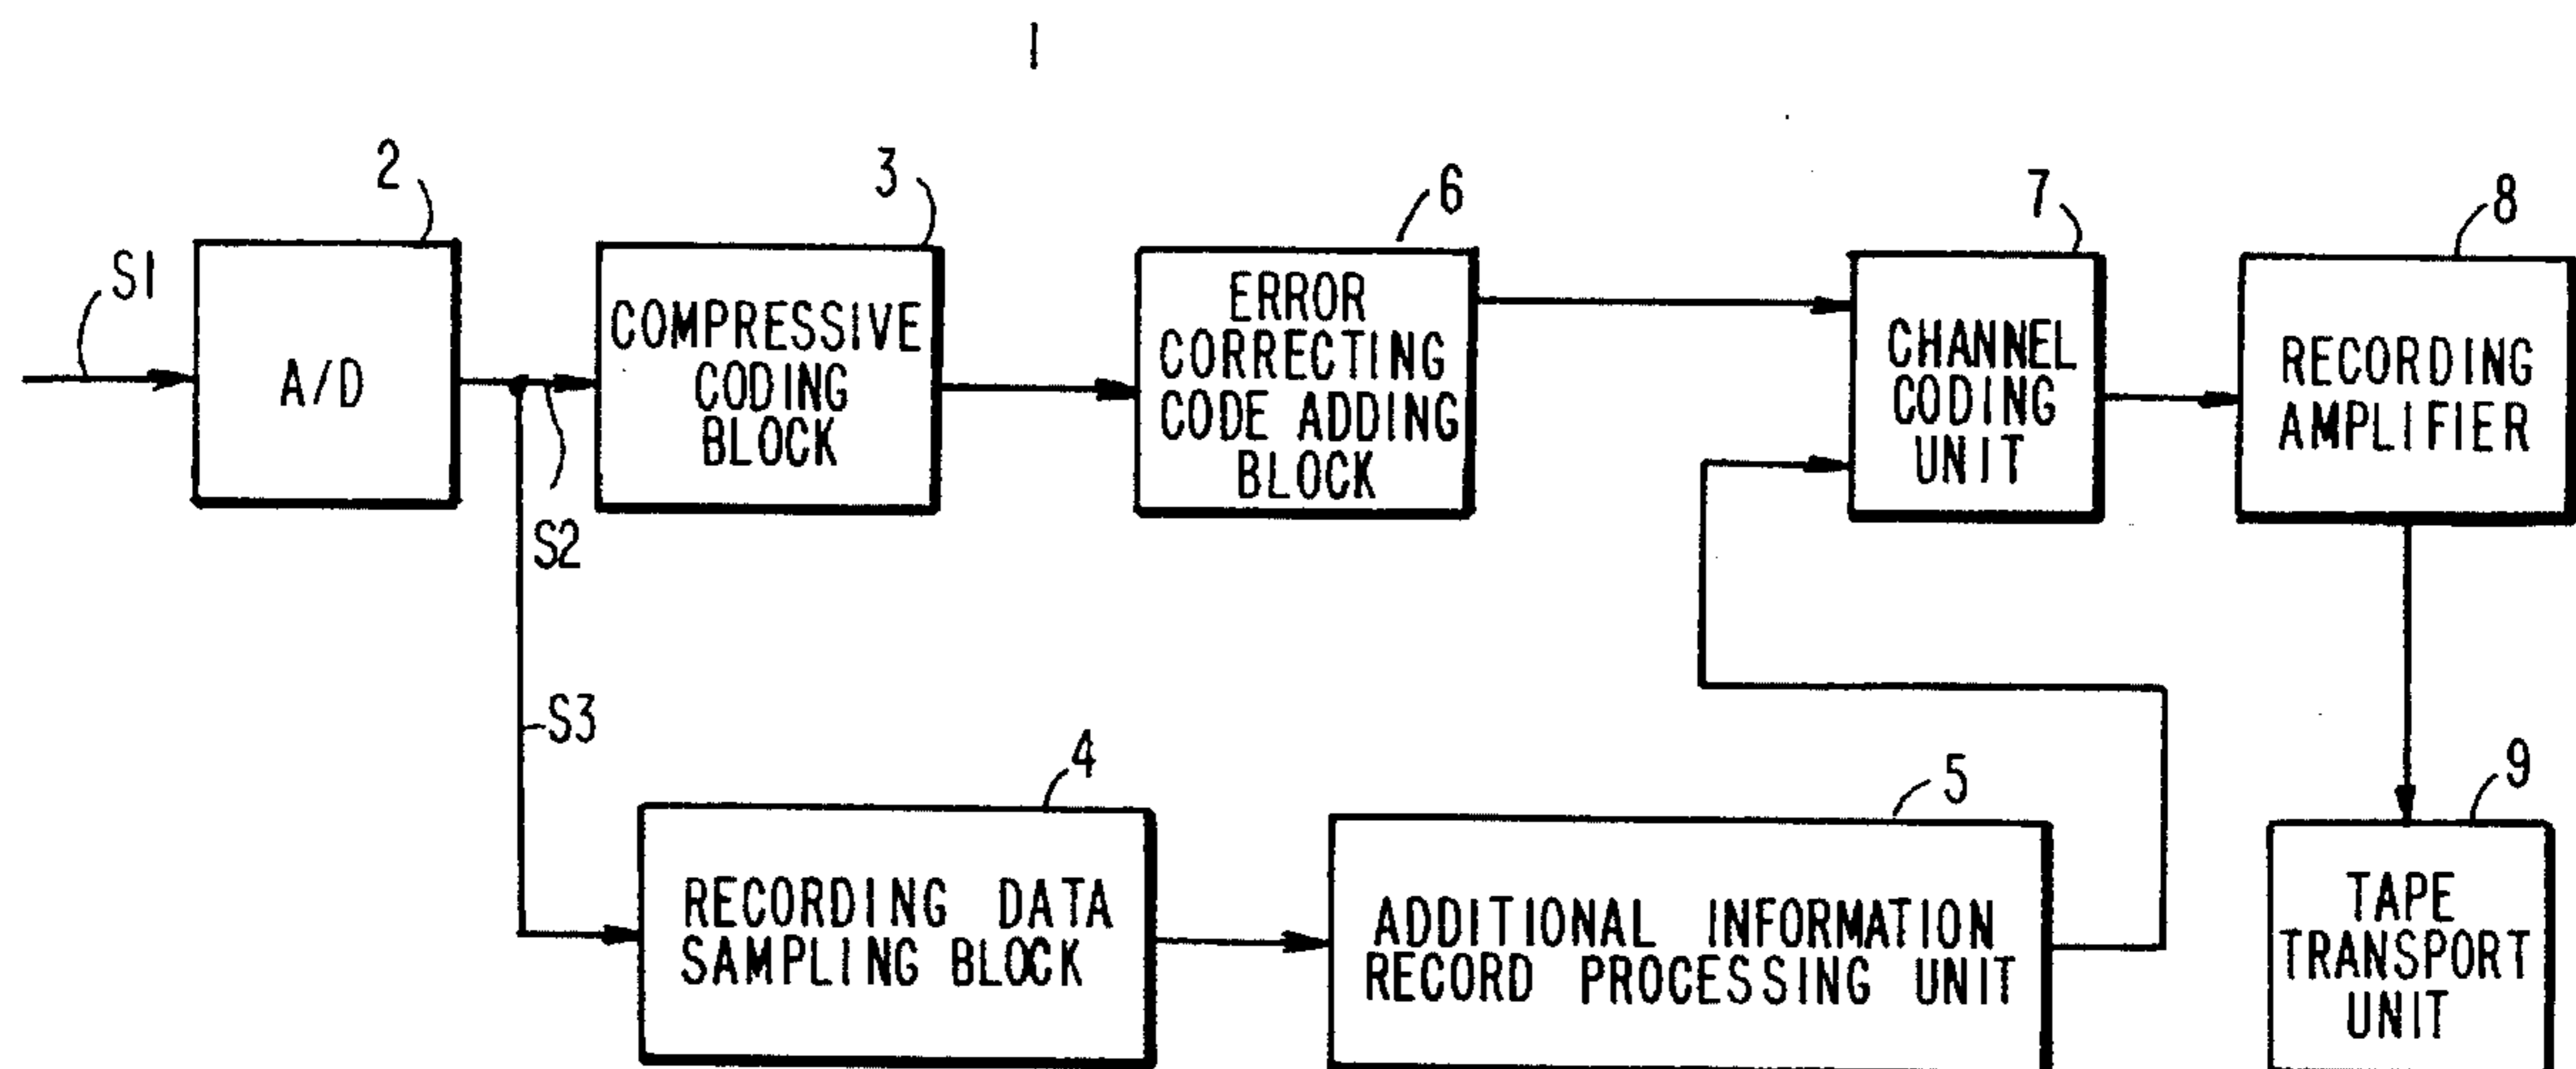 1
2
3
6
7
8
S1
A/D
COMPRESSIVE
CODING
BLOCK
ERROR
CORRECTING
CODE ADDING
BLOCK
CHANNEL
CODING
UNIT
RECORDING
AMPLIFIER
S2
S3
4
5
9
RECORDING DATA
SAMPLING BLOCK
ADDITIONAL INFORMATION
RECORD PROCESSING UNIT
TAPE
TRANSPORT
UNIT